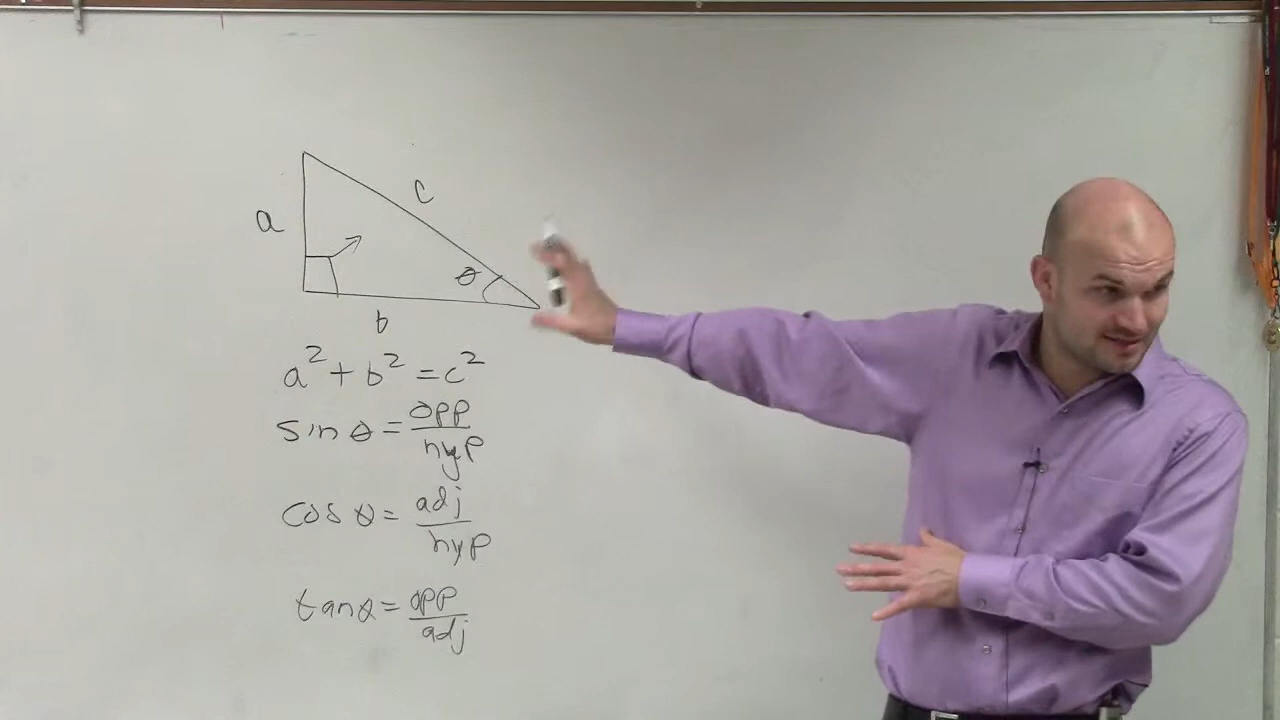 a
c
θ
b
a² + b² = c²
sin θ = opp/hyp
cos θ = adj/hyp
tan θ = opp/adj